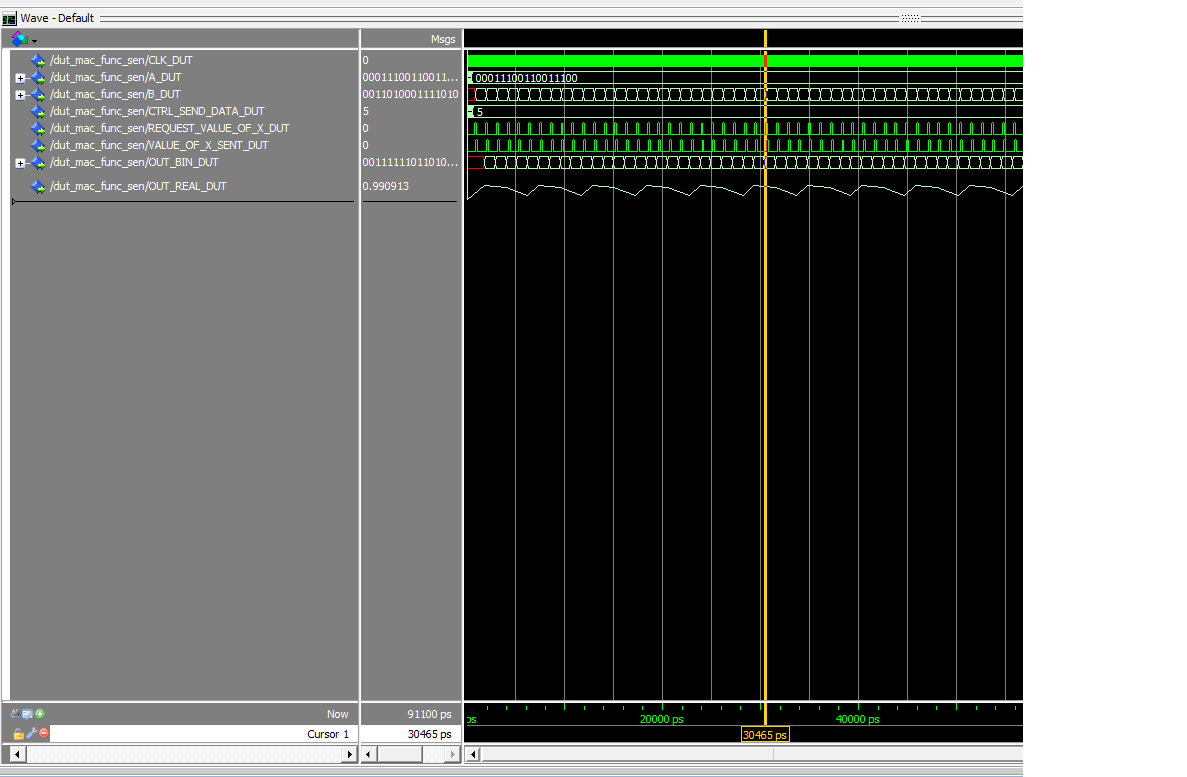 Wave - Default
Msgs
/dut_mac_func_sen/CLK_DUT 0
/dut_mac_func_sen/A_DUT 00011100110011... 00011100110011100
/dut_mac_func_sen/B_DUT 0011010001111010
/dut_mac_func_sen/CTRL_SEND_DATA_DUT 5 5
/dut_mac_func_sen/REQUEST_VALUE_OF_X_DUT 0
/dut_mac_func_sen/VALUE_OF_X_SENT_DUT 0
/dut_mac_func_sen/OUT_BIN_DUT 00111111011010...
/dut_mac_func_sen/OUT_REAL_DUT 0.990913
Now 91100 ps ps 20000 ps 40000 ps
Cursor 1 30465 ps 30465 ps